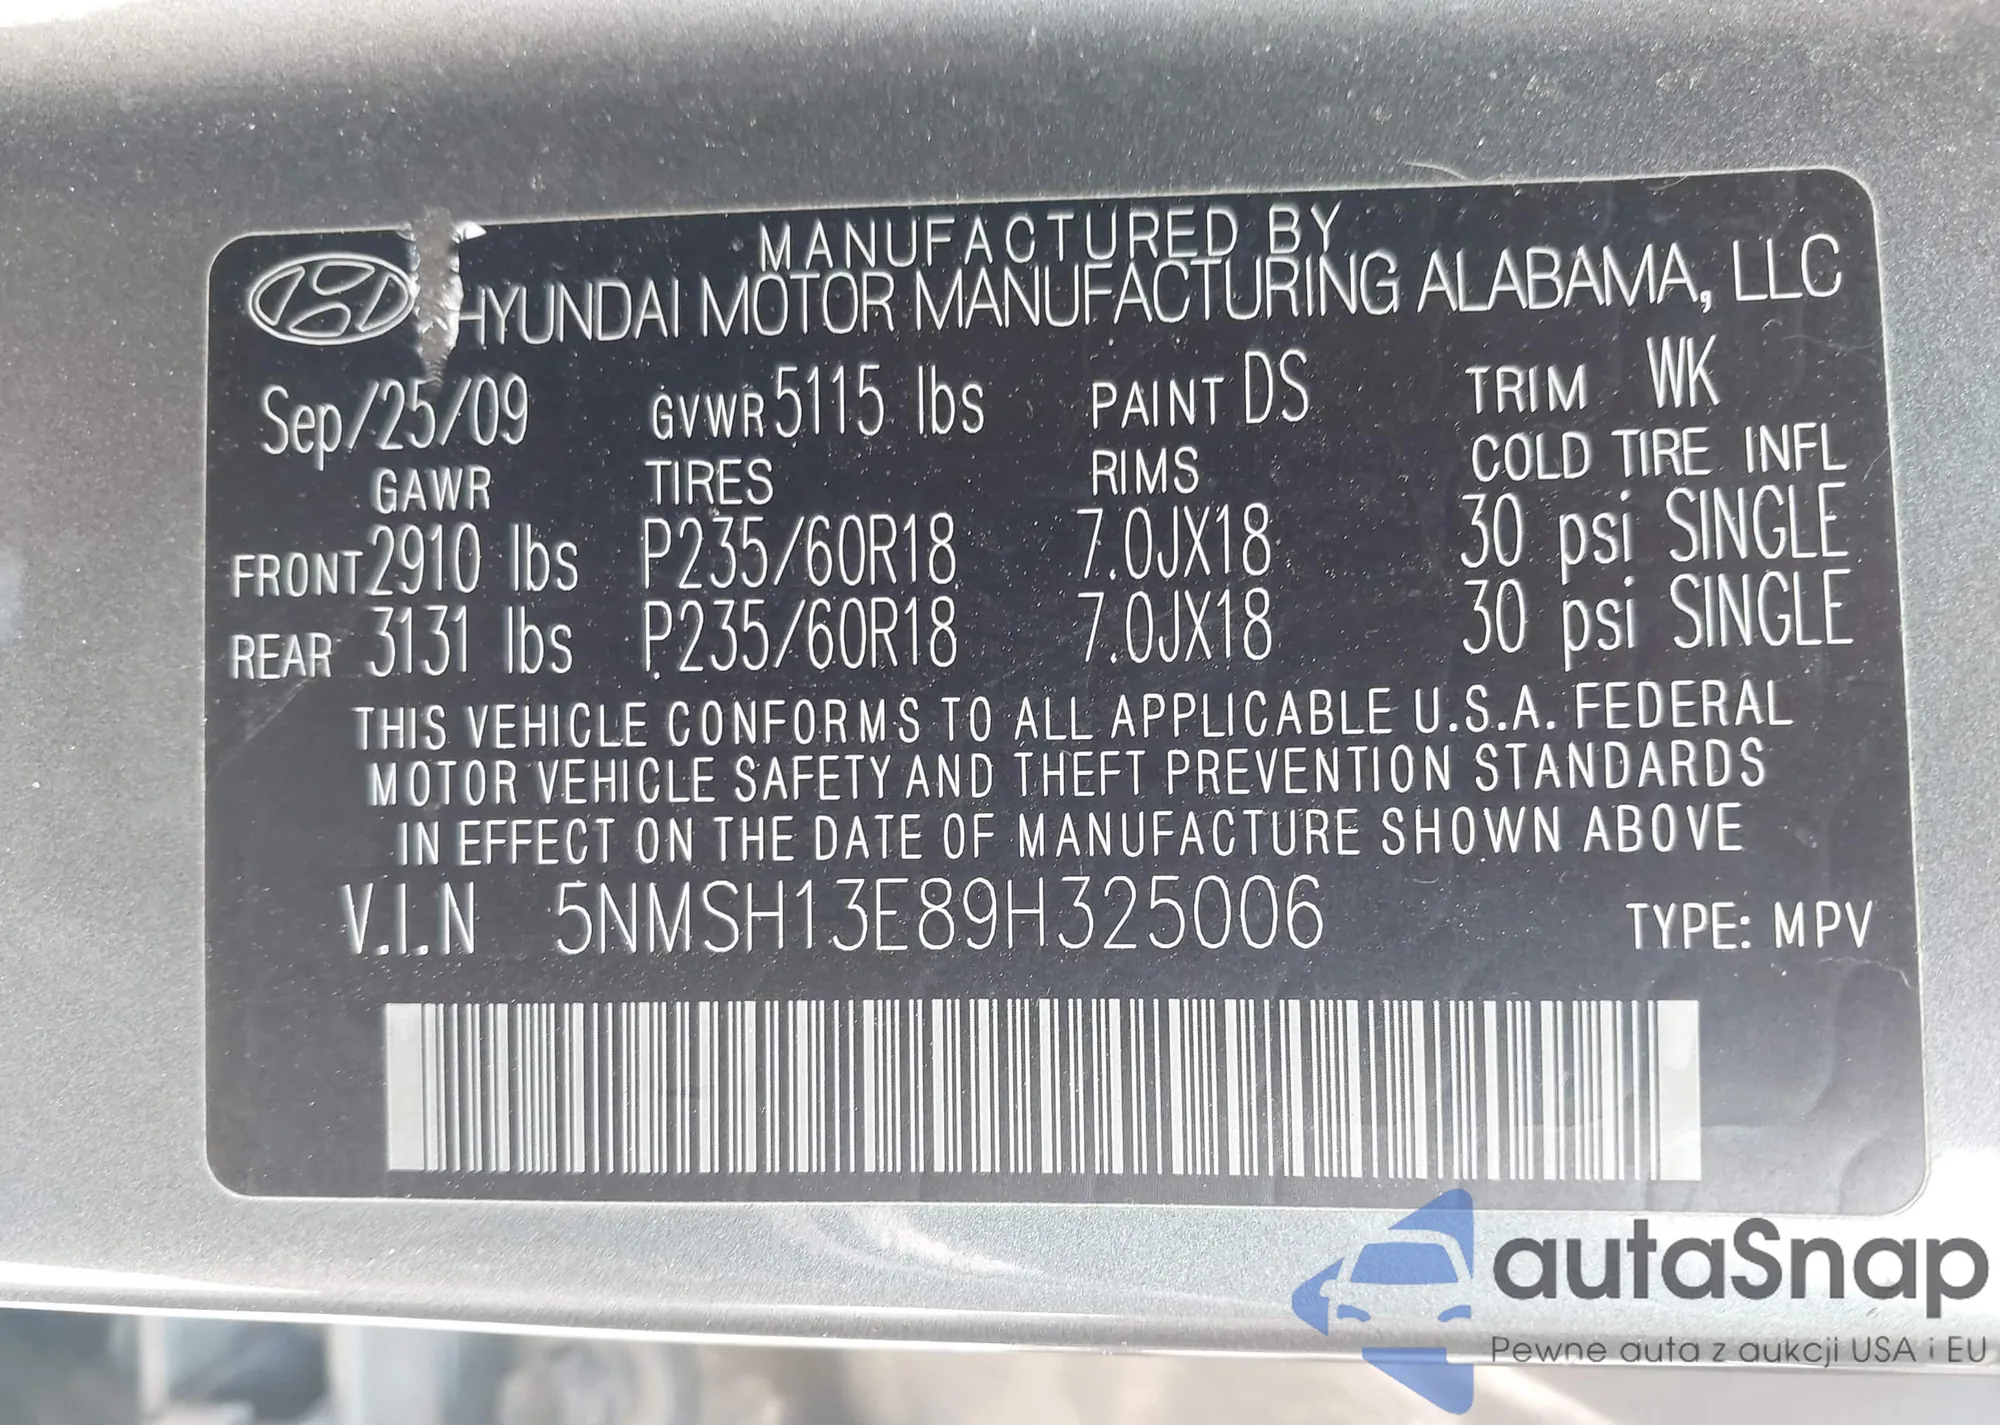 MANUFACTURED BY
HYUNDAI MOTOR MANUFACTURING ALABAMA, LLC
Sep/25/09 GVWR 5115 lbs PAINT DS TRIM WK
GAWR TIRES RIMS COLD TIRE INFL
FRONT 2910 lbs P235/60R18 7.0JX18 30 psi SINGLE
REAR 3131 lbs P235/60R18 7.0JX18 30 psi SINGLE
THIS VEHICLE CONFORMS TO ALL APPLICABLE U.S.A. FEDERAL
MOTOR VEHICLE SAFETY AND THEFT PREVENTION STANDARDS
IN EFFECT ON THE DATE OF MANUFACTURE SHOWN ABOVE
V.I.N 5NMSH13E89H325006 TYPE: MPV
autaSnap
Pewne auta z aukcji USA i EU